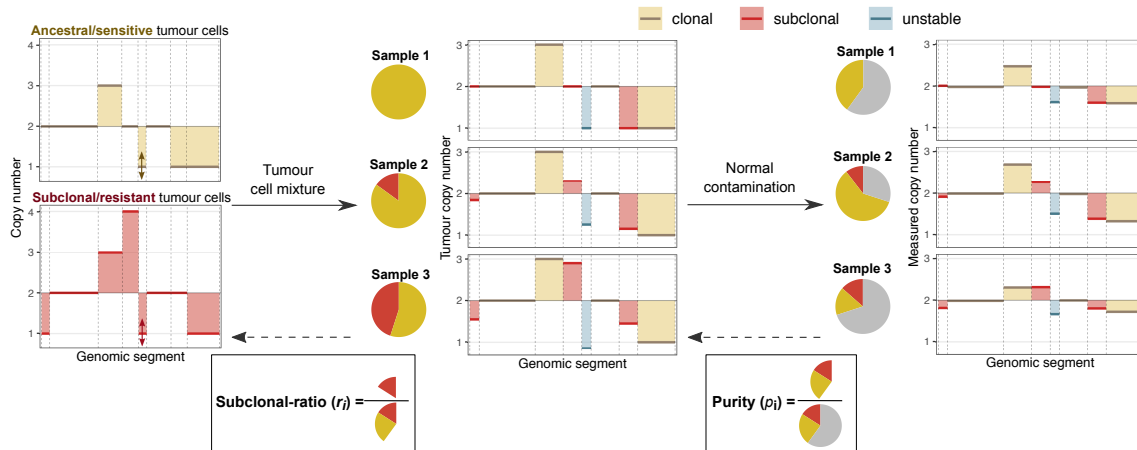 clonal
subclonal
unstable
Ancestral/sensitive tumour cells
4
3
2
1
Subclonal/resistant tumour cells
4
3
2
1
Copy number
Genomic segment
Tumour
cell mixture
Sample 1
Sample 2
Sample 3
3
2
1
3
2
1
3
2
1
Tumour copy number
Genomic segment
Normal
contamination
Sample 1
Sample 2
Sample 3
3
2
1
3
2
1
3
2
1
Measured copy number
Genomic segment
Subclonal-ratio (ri) =
Purity (pi) =